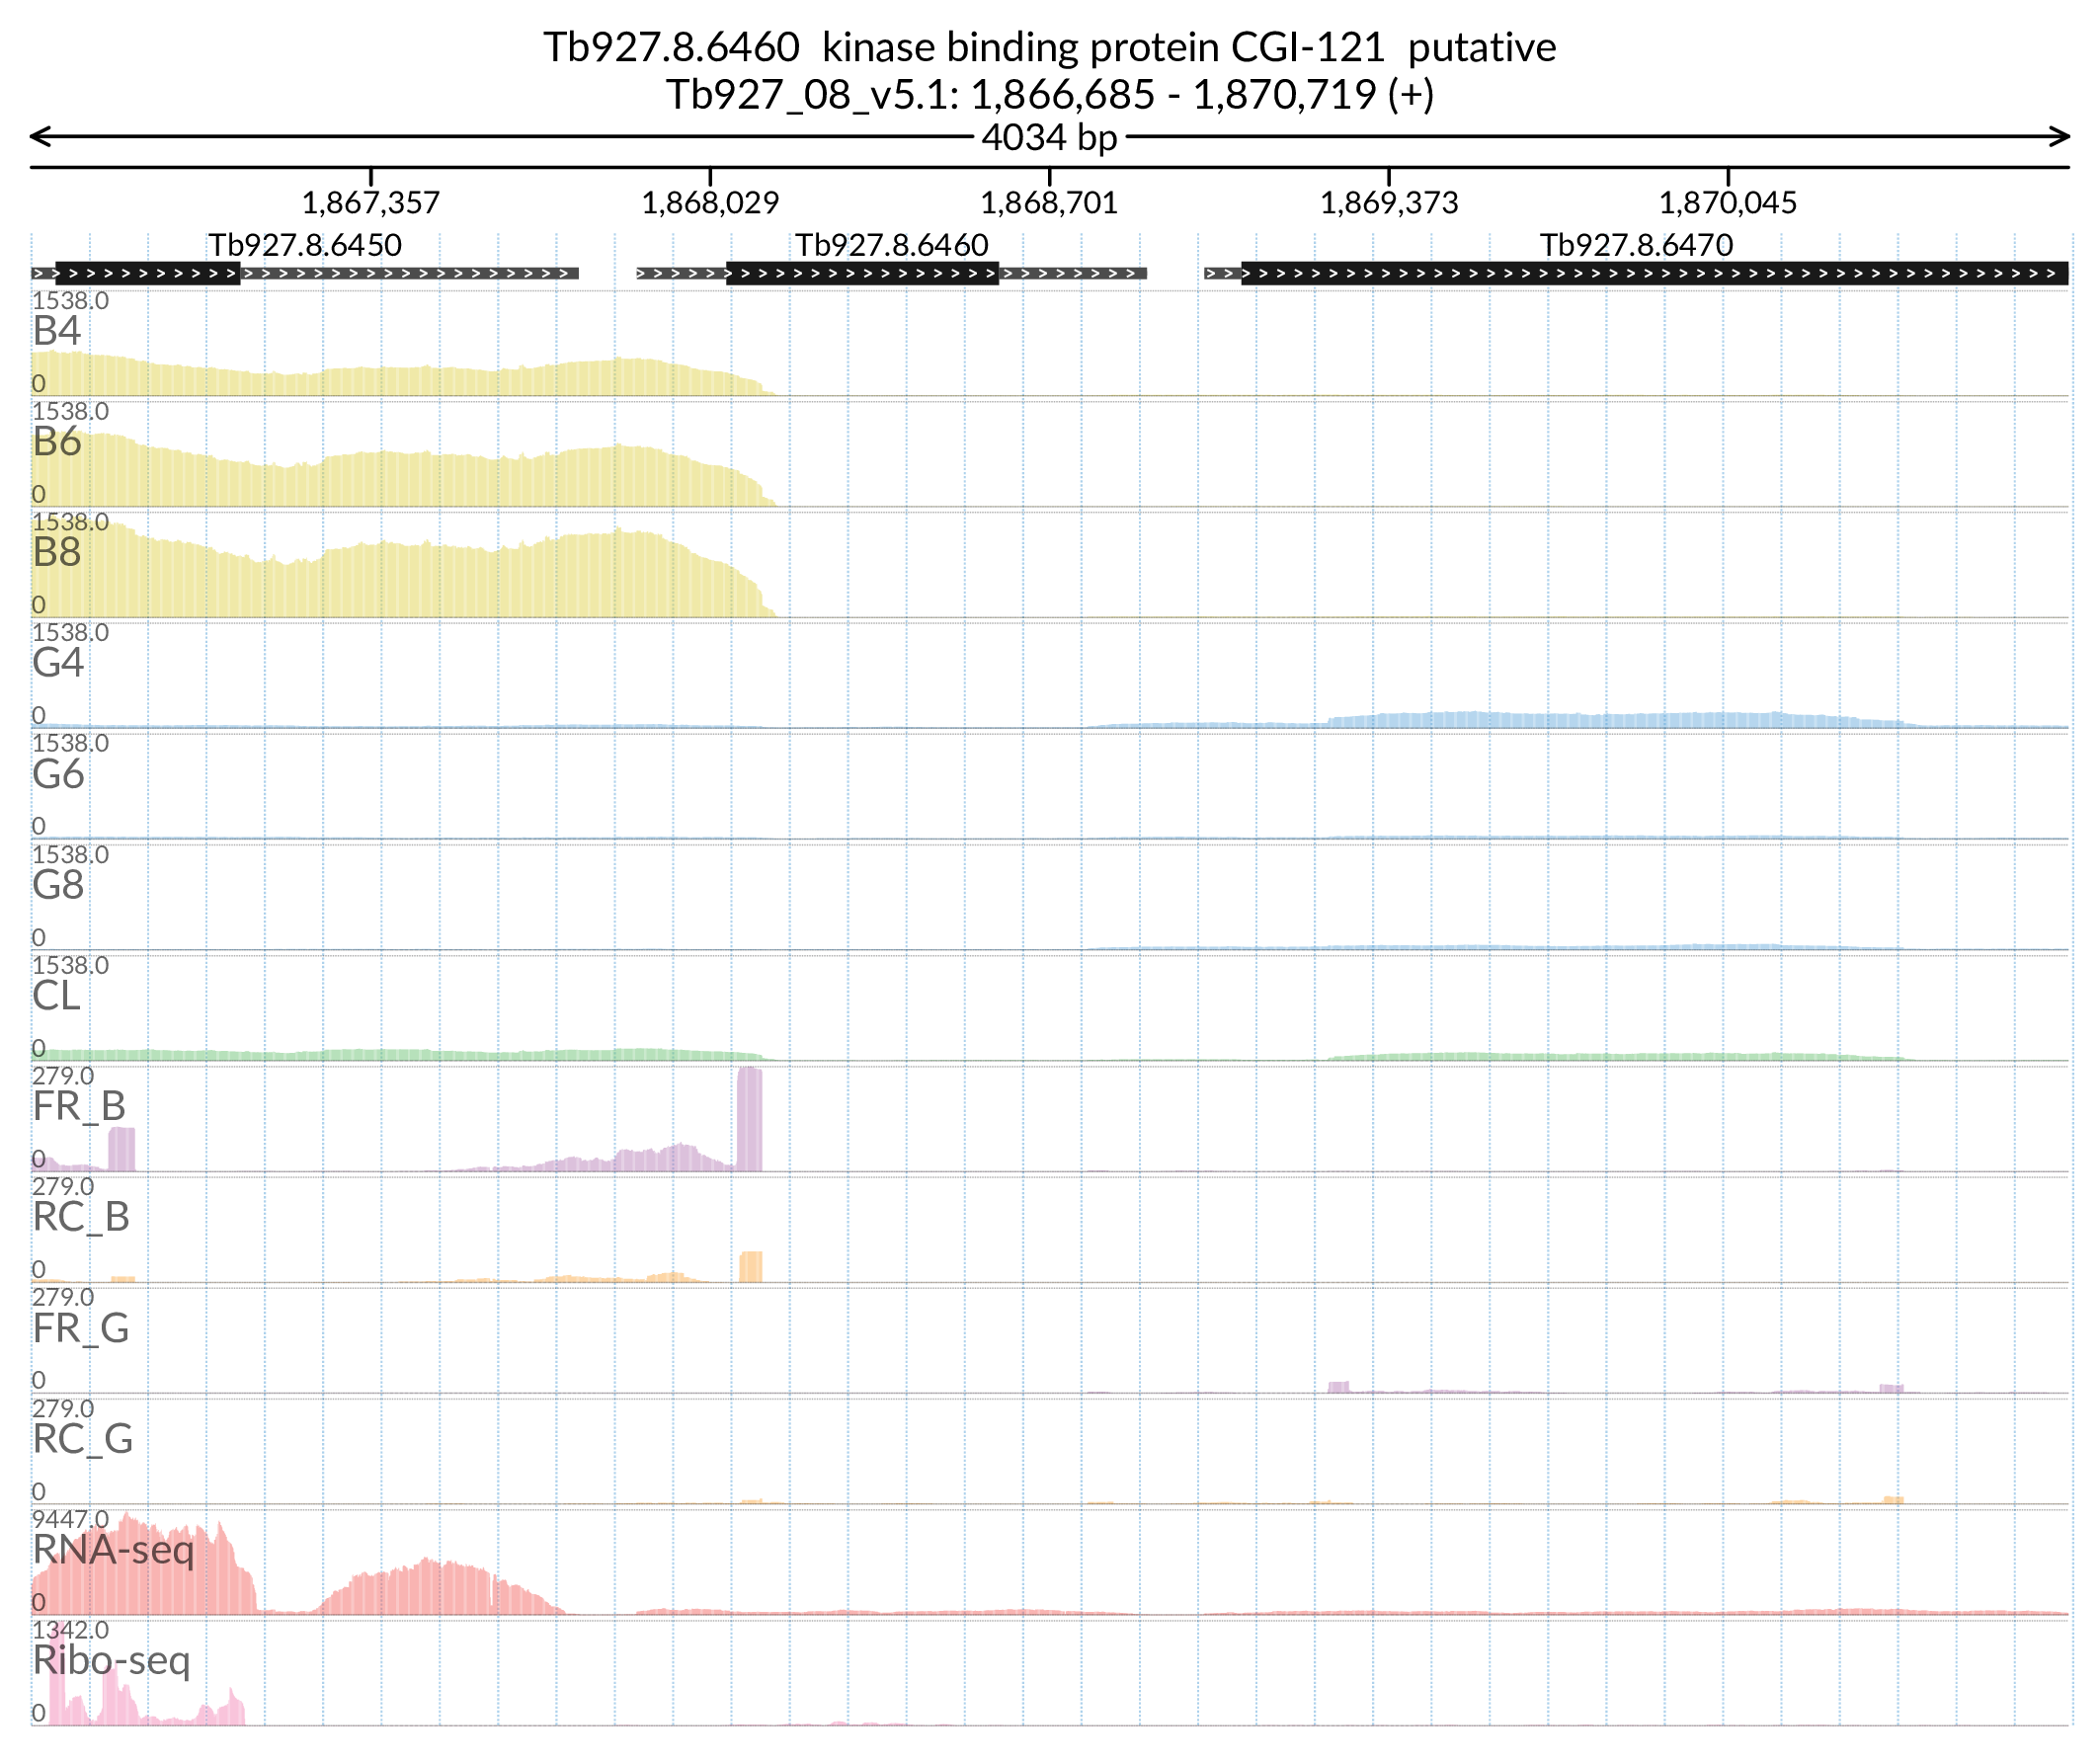 Tb927.8.6460 kinase binding protein CGI-121 putative
Tb927_08_v5.1: 1,866,685 - 1,870,719 (+)
4034 bp
1,867,357 1,868,029 1,868,701 1,869,373 1,870,045
Tb927.8.6450 Tb927.8.6460 Tb927.8.6470
1538.0
B4
0
1538.0
B6
0
1538.0
B8
0
1538.0
G4
0
1538.0
G6
0
1538.0
G8
0
1538.0
CL
0
279.0
FR_B
0
279.0
RC_B
0
279.0
FR_G
0
279.0
RC_G
0
9447.0
RNA-seq
0
1342.0
Ribo-seq
0